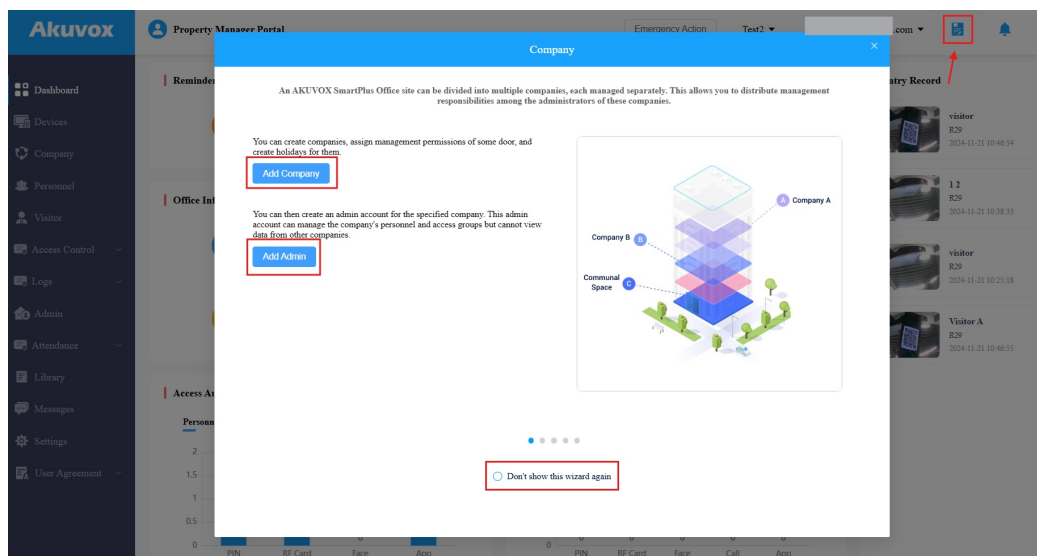 Akuvox
Property Manager Portal
Emergency Action
Test2
.com
Company
An AKUVOX SmartPlus Office site can be divided into multiple companies, each managed separately. This allows you to distribute management
responsibilities among the administrators of these companies.
You can create companies, assign management permissions of some door, and
create holidays for them.
Add Company
You can then create an admin account for the specified company. This admin
account can manage the company's personnel and access groups but cannot view
data from other companies.
Add Admin
A Company A
Company B B
Communal
Space
C
Don't show this wizard again
Dashboard
Devices
Company
Personnel
Visitor
Access Control
Logs
Admin
Attendance
Library
Messages
Settings
User Agreement
Reminde
Office Inf
Access Au
Personn
2
1.5
1
0.5
0
PIN
RF Card
Face
App
0
PIN
RF Card
Face
Call
App
ntry Record
visitor
R29
2024-11-21 10:46:54
1 2
R29
2024-11-21 10:38:33
visitor
R29
2024-11-21 10:25:18
Visitor A
R29
2024-11-21 10:46:55